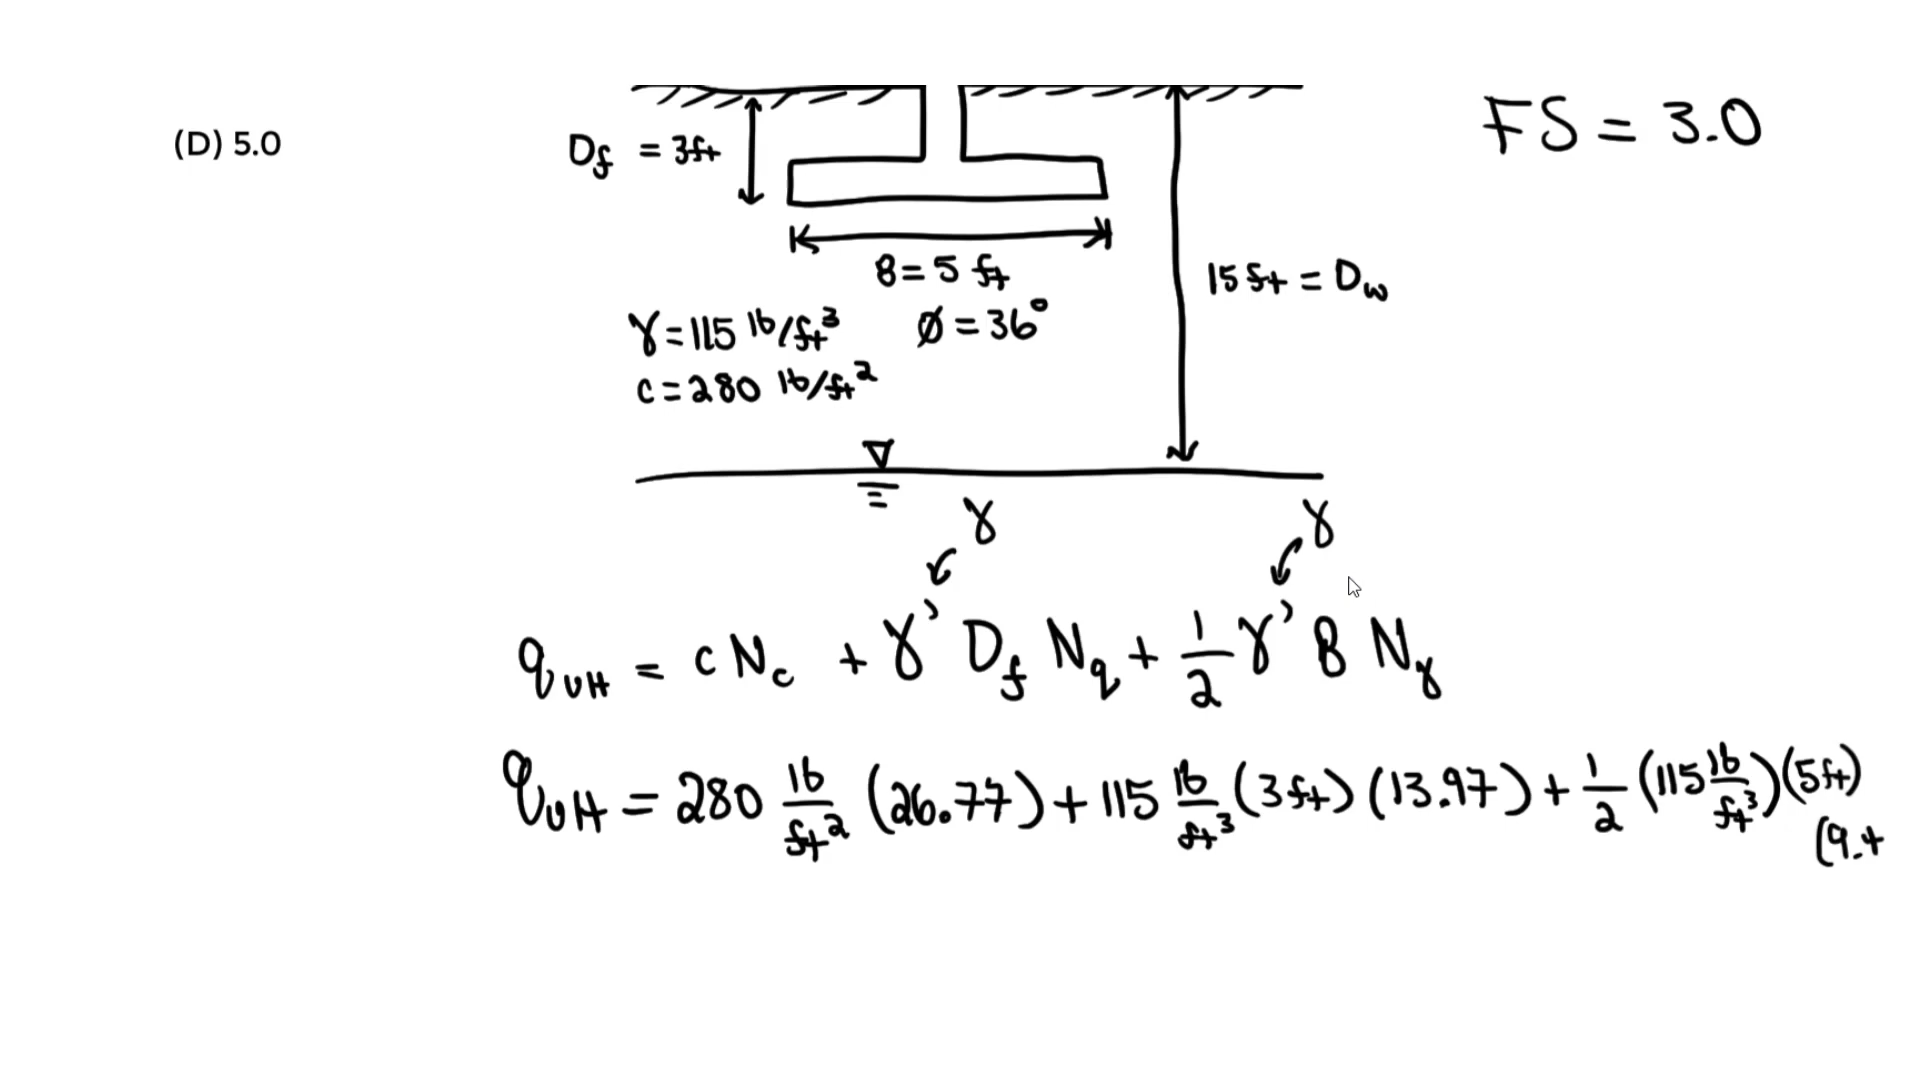 (D) 5.0
FS = 3.0
Df = 3ft
B = 5 ft
15 ft = Dw
γ = 115 lb/ft³ ø = 36°
c = 280 lb/ft²
γ γ
qult = c Nc + γ' Df Nq + 1/2 γ' B Nγ
qult = 280 lb/ft² (26.77) + 115 lb/ft³ (3ft) (13.97) + 1/2 (115 lb/ft³) (5ft)
(9.4